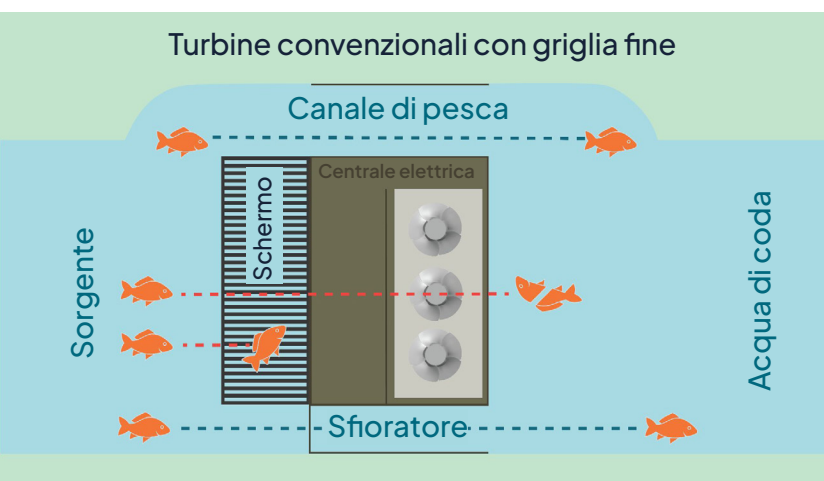 Turbine convenzionali con griglia fine
Canale di pesca
Centrale elettrica
Schermo
Sorgente
Acqua di coda
Sfioratore